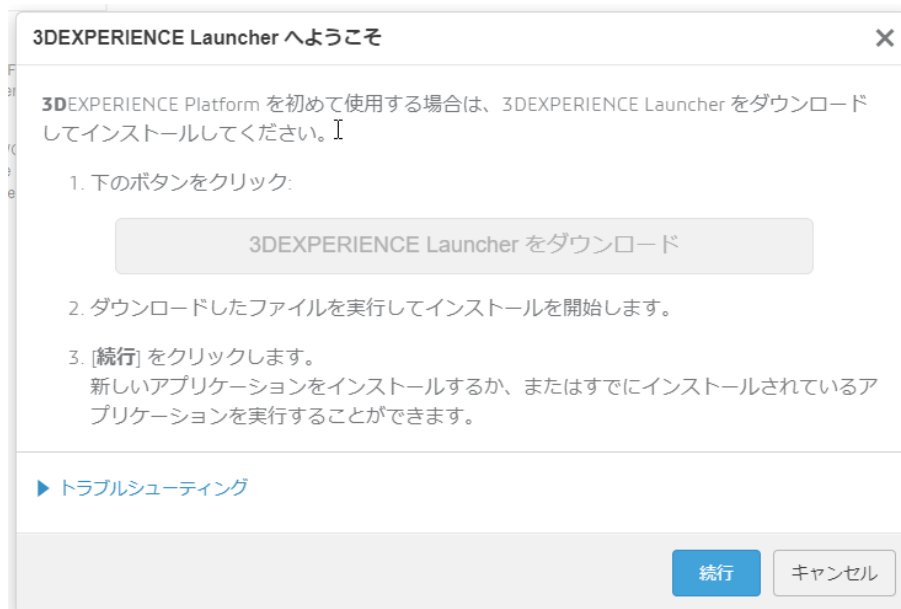 3DEXPERIENCE Launcher へようこそ
3DEXPERIENCE Platform を初めて使用する場合は、3DEXPERIENCE Launcher をダウンロード
してインストールしてください。
1. 下のボタンをクリック:
3DEXPERIENCE Launcher をダウンロード
2. ダウンロードしたファイルを実行してインストールを開始します。
3. [続行] をクリックします。
新しいアプリケーションをインストールするか、またはすでにインストールされているア
プリケーションを実行することができます。
トラブルシューティング
続行 キャンセル